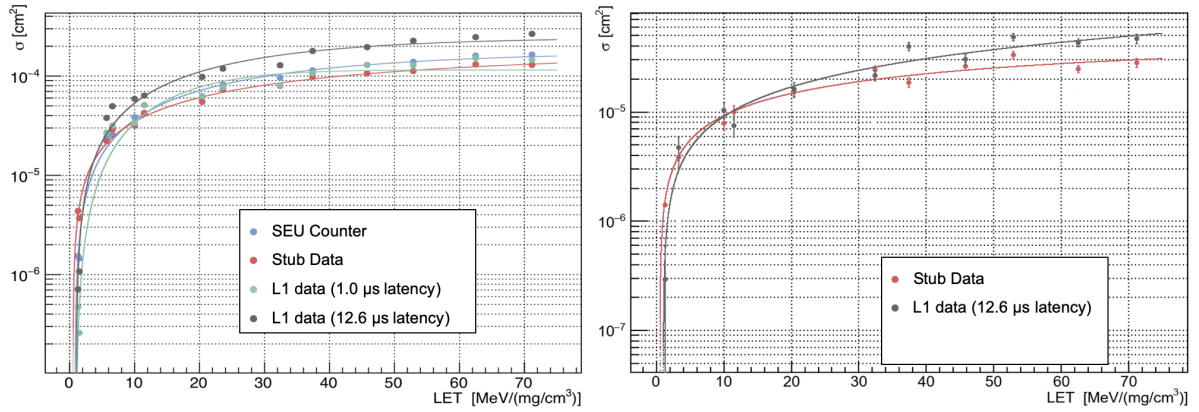 σ [cm²]
10⁻⁴
10⁻⁵
10⁻⁶
SEU Counter
Stub Data
L1 data (1.0 μs latency)
L1 data (12.6 μs latency)
0 10 20 30 40 50 60 70
LET [MeV/(mg/cm³)]
σ [cm²]
10⁻⁵
10⁻⁶
10⁻⁷
Stub Data
L1 data (12.6 μs latency)
0 10 20 30 40 50 60 70
LET [MeV/(mg/cm³)]